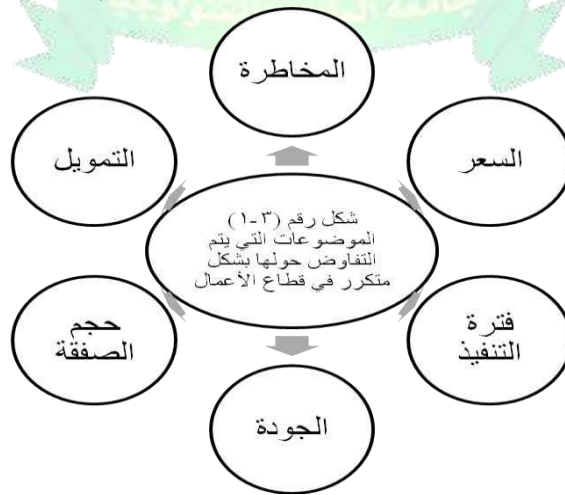 المخاطرة
السعر
التمويل
شكل رقم (٣-١)
الموضوعات التي يتم
التفاوض حولها بشكل
متكرر في قطاع الأعمال
فترة
التنفيذ
حجم
الصفقة
الجودة